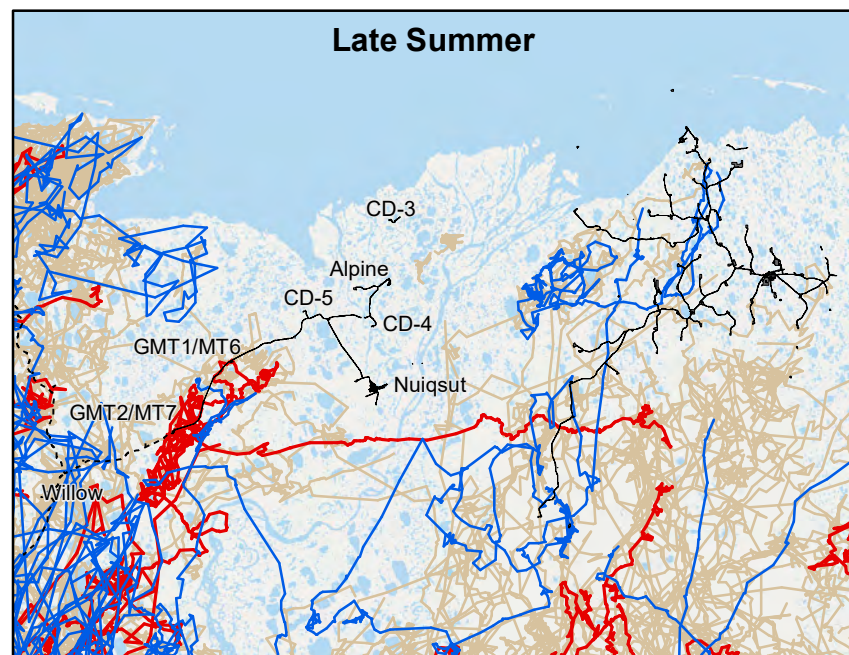 Late Summer
CD-3
Alpine
CD-5
CD-4
GMT1/MT6
Nuiqsut
GMT2/MT7
Willow